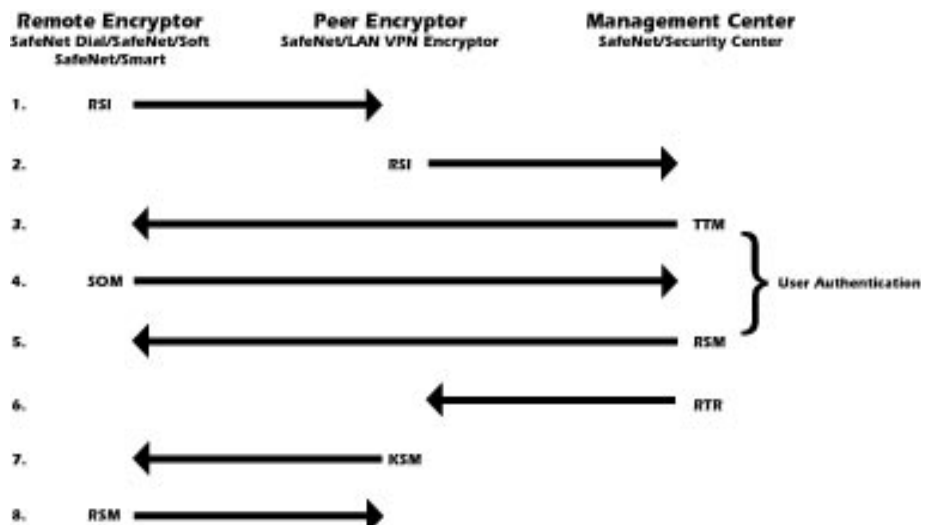 Remote Encryptor Peer Encryptor Management Center
SafeNet Dial/SafeNet/Soft SafeNet/LAN VPN Encryptor SafeNet/Security Center
SafeNet/Smart
1. RSI
2. RSI
3. TTM
4. SOM User Authentication
5. RSM
6. RTR
7. KSM
8. RSM